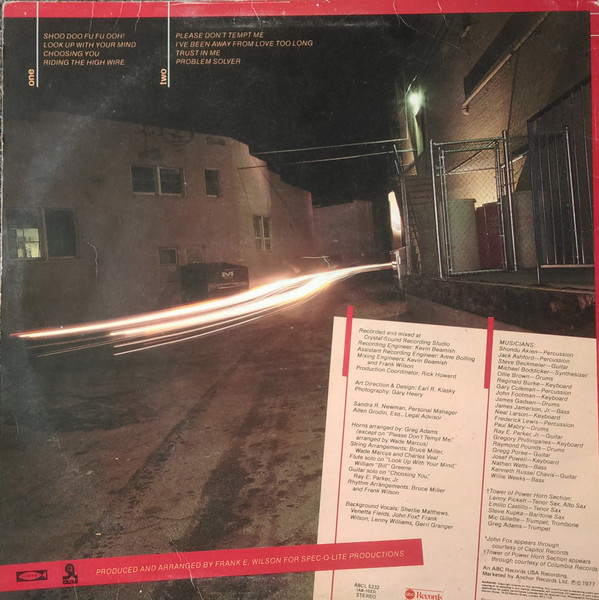 one
SHOO DOO FU FU OOH!
LOOK UP WITH YOUR MIND
CHOOSING YOU
RIDING THE HIGH WIRE
two
PLEASE DON'T TEMPT ME
I'VE BEEN AWAY FROM LOVE TOO LONG
TRUST IN ME
PROBLEM SOLVER
Recorded and mixed at
Crystal Sound Recording Studio
Recording Engineer: Kevin Beamish
Assistant Recording Engineer: Anne Bolling
Mixing Engineers: Kevin Beamish
and Frank Wilson
Production Coordinator: Rick Howard
Art Direction & Design: Earl R. Klasky
Photography: Gary Heery
Sandra R. Newman, Personal Manager
Allen Grodin, Esq., Legal Advisor
Horns arranged by: Greg Adams
(except on "Please Don't Tempt Me,"
arranged by Wade Marcus)
String Arrangements: Bruce Miller,
Wade Marcus and Charles Veal
Flute solo on "Look Up With Your Mind,"
William "Bill" Greene
Guitar solo on "Choosing You,"
Ray E. Parker, Jr.
Rhythm Arrangements: Bruce Miller
and Frank Wilson
Background Vocals: Sherlie Matthews,
Venetta Fields, John Fox,* Frank
Wilson, Lenny Williams, Gerri Granger
MUSICIANS:
Shondu Akien—Percussion
Jack Ashford—Percussion
Steve Beckmeier—Guitar
Michael Boddicker—Synthesizer
Ollie Brown—Drums
Reginald Burke—Keyboard
Gary Coleman—Percussion
John Footman—Keyboard
James Gadson—Drums
James Jamerson, Jr.—Bass
Neal Larson—Keyboard
Frederick Lewis—Percussion
Paul Mabry—Drums
Ray E. Parker, Jr.—Guitar
Gregory Phillinganes—Keyboard
Raymond Pounds—Drums
Gregg Poree—Guitar
Josef Powell—Keyboard
Nathan Watts—Bass
Kenneth Russel Chavis—Guitar
Willie Weeks—Bass
†Tower of Power Horn Section:
Lenny Pickett—Tenor Sax, Alto Sax
Emilio Castillo—Tenor Sax
Steve Kupka—Baritone Sax
Mic Gillette—Trumpet, Trombone
Greg Adams—Trumpet
*John Fox appears through
courtesy of Capitol Records
†Tower of Power Horn Section appears
through courtesy of Columbia Records
An ABC Records USA Recording.
Marketed by Anchor Records Ltd. ℗©1977
PRODUCED AND ARRANGED BY FRANK E. WILSON FOR SPEC-O-LITE PRODUCTIONS
ABCL 5232
(AB-1023)
STEREO
abc Records